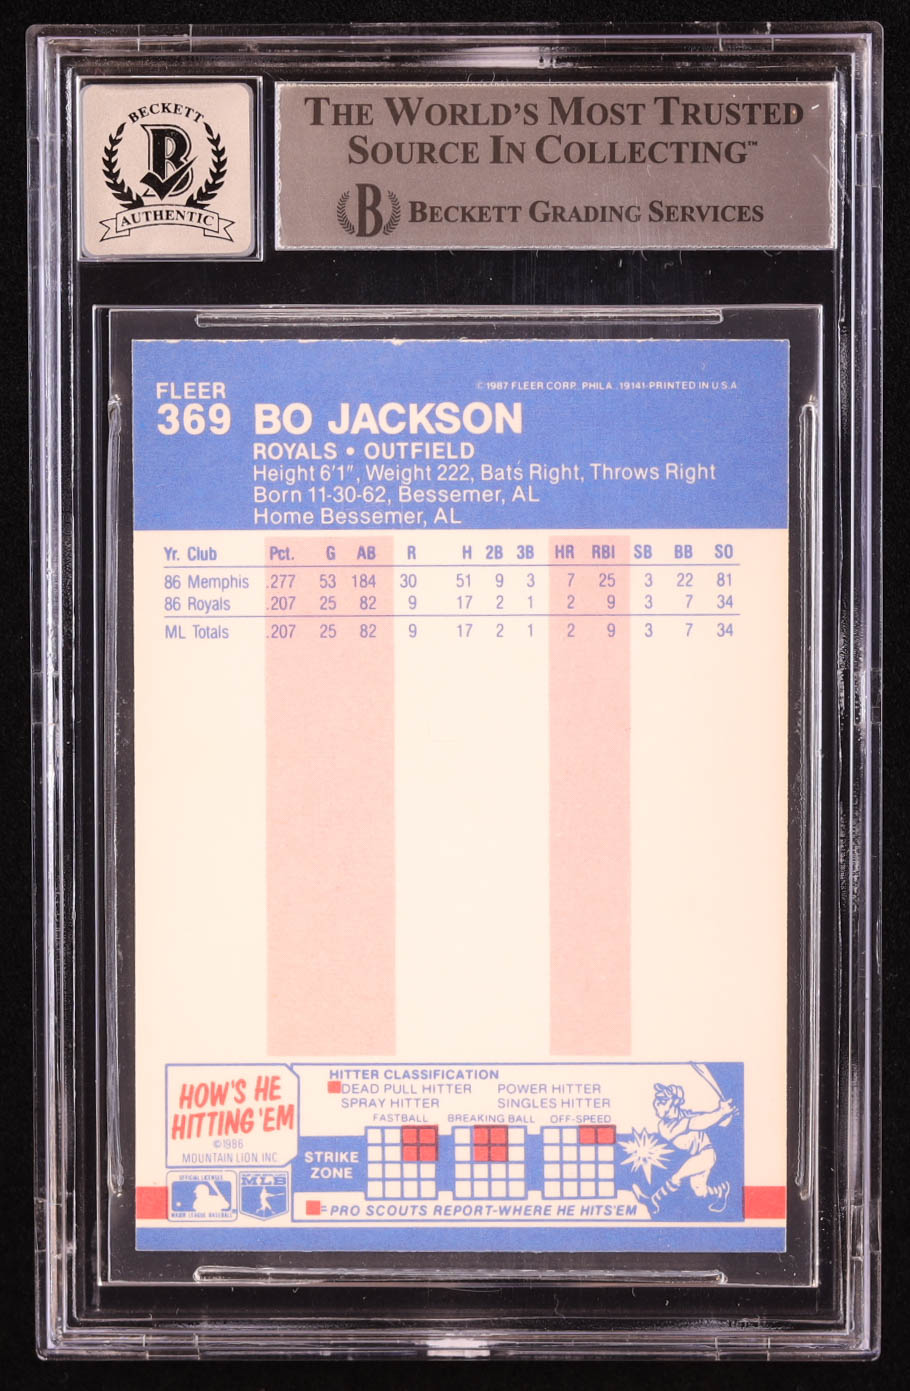 BECKETT
AUTHENTIC
THE WORLD'S MOST TRUSTED
SOURCE IN COLLECTING™
B BECKETT GRADING SERVICES
FLEER
369
© 1987 FLEER CORP. PHILA. 19141-PRINTED IN U.S.A.
BO JACKSON
ROYALS • OUTFIELD
Height 6'1", Weight 222, Bats Right, Throws Right
Born 11-30-62, Bessemer, AL
Home Bessemer, AL
Yr. Club Pct. G AB R H 2B 3B HR RBI SB BB SO
86 Memphis .277 53 184 30 51 9 3 7 25 3 22 81
86 Royals .207 25 82 9 17 2 1 2 9 3 7 34
ML Totals .207 25 82 9 17 2 1 2 9 3 7 34
HOW'S HE
HITTING 'EM
©1986
MOUNTAIN LION INC
OFFICIAL LICENSEE
MAJOR LEAGUE BASEBALL
MLB
HITTER CLASSIFICATION
DEAD PULL HITTER POWER HITTER
SPRAY HITTER SINGLES HITTER
FASTBALL BREAKING BALL OFF-SPEED
STRIKE
ZONE
= PRO SCOUTS REPORT-WHERE HE HITS 'EM